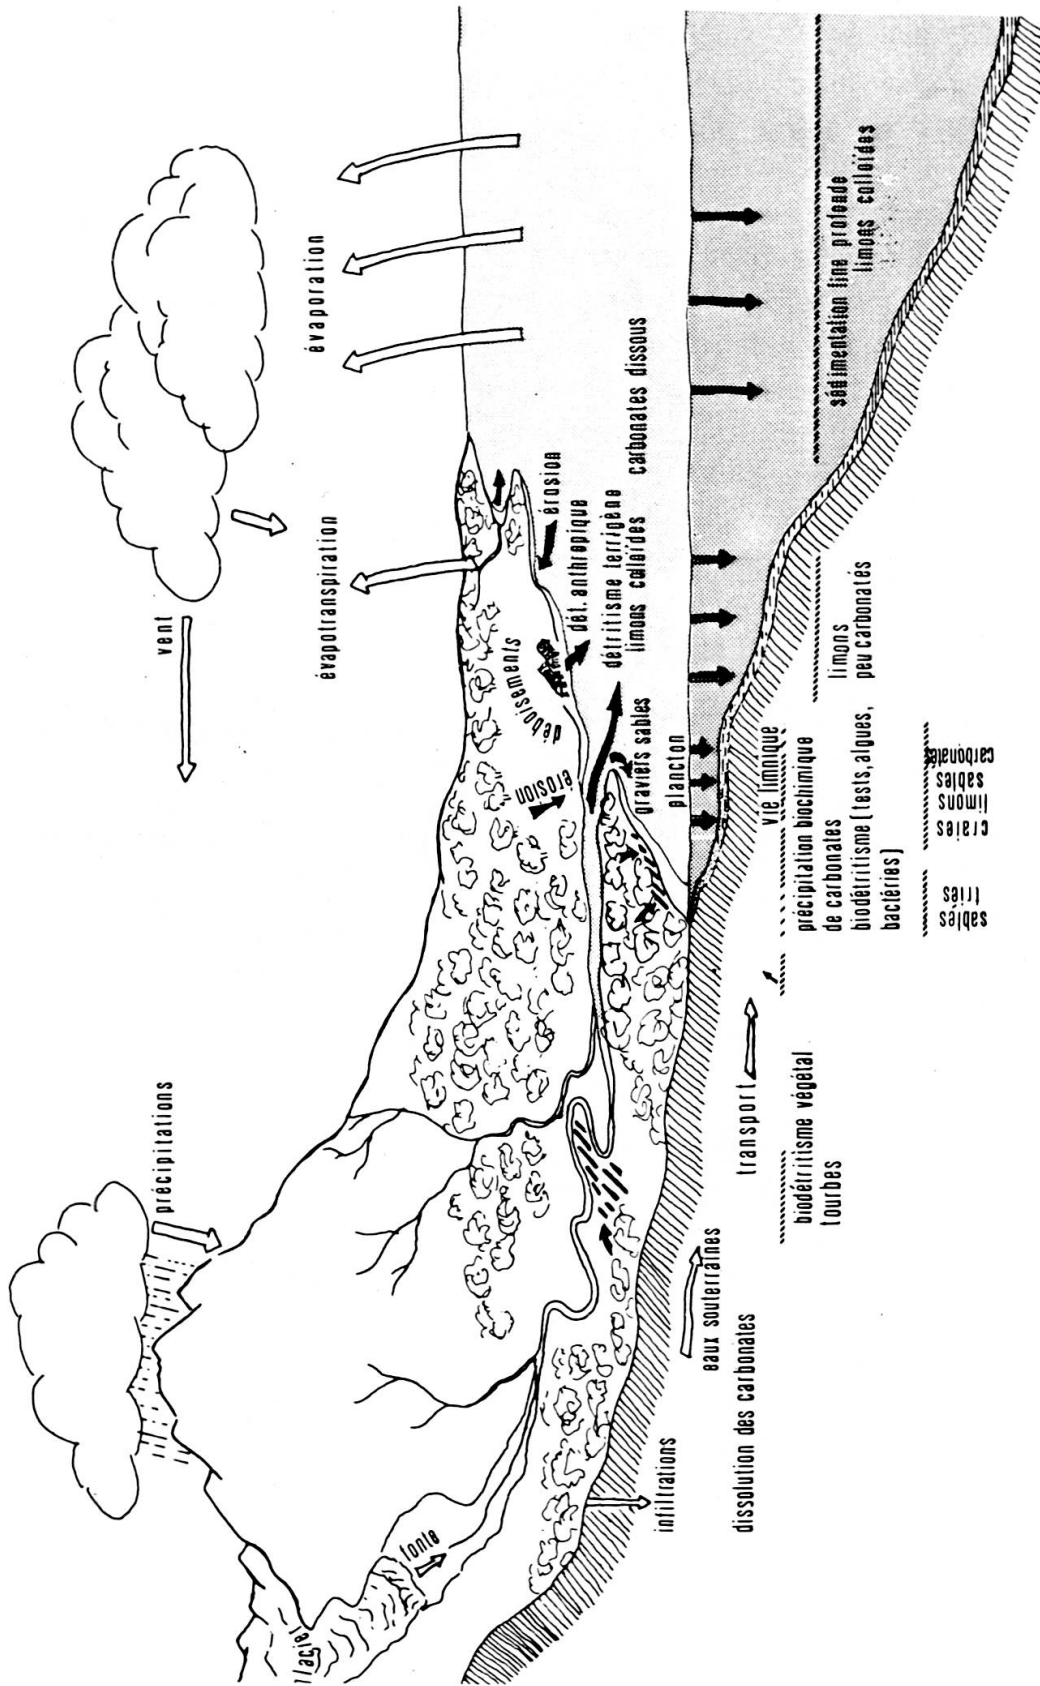 précipitations
vent
évaporation
évapotranspiration
glacier
fonte
déboisements
érosion
érosion
dét. anthropique
détritisme terrigène
limons colloïdes
carbonates dissous
graviers sables
plancton
infiltrations
eaux souterraines
dissolution des carbonates
transport
vie limnique
biodétritisme végétal
tourbes
précipitation biochimique
de carbonates
biodétritisme (tests, algues,
bactéries)
limons
peu carbonatés
sédimentation fine profonde
limons colloïdes
sables
triés
craies
limons
sables
carbonatés